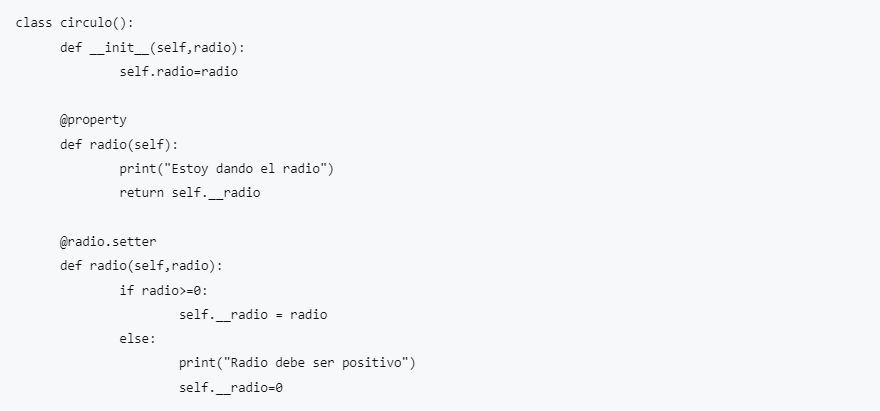 class circulo():
def __init__(self,radio):
self.radio=radio
@property
def radio(self):
print("Estoy dando el radio")
return self.__radio
@radio.setter
def radio(self,radio):
if radio>=0:
self.__radio = radio
else:
print("Radio debe ser positivo")
self.__radio=0